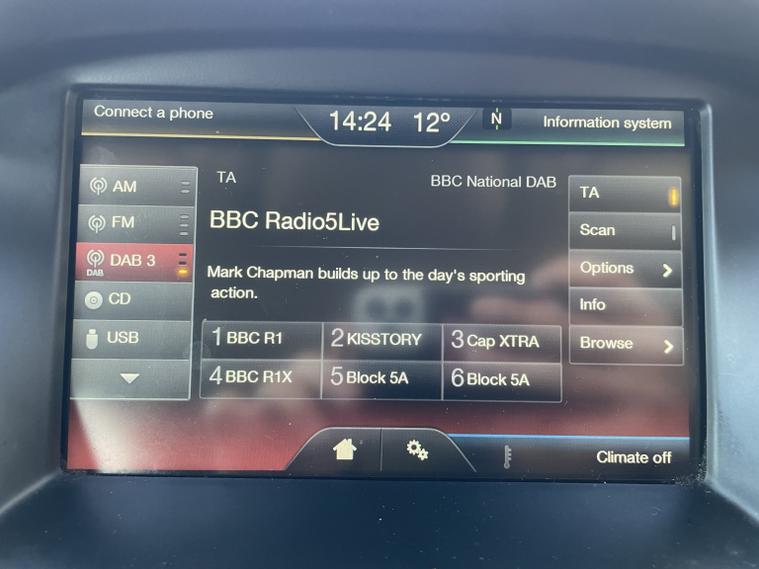 Connect a phone
14:24 12°
N
Information system
AM
FM
DAB 3
DAB
CD
USB
TA
BBC National DAB
BBC Radio5Live
Mark Chapman builds up to the day's sporting
action.
1 BBC R1
2 KISSTORY
3 Cap XTRA
4 BBC R1X
5 Block 5A
6 Block 5A
TA
Scan
Options
Info
Browse
Climate off